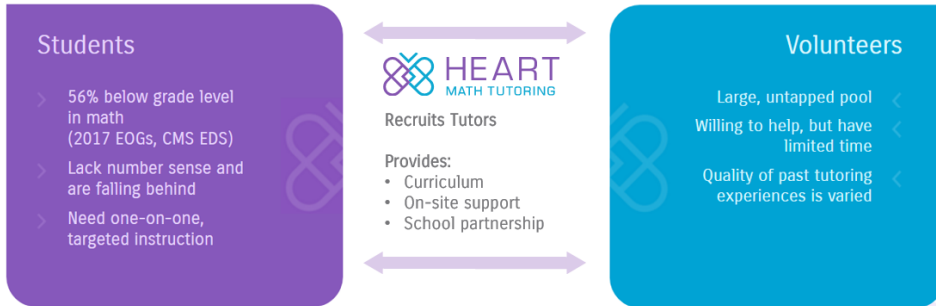 Students
56% below grade level
in math
(2017 EOGs, CMS EDS)
Lack number sense and
are falling behind
Need one-on-one,
targeted instruction
HEART
MATH TUTORING
Recruits Tutors
Provides:
• Curriculum
• On-site support
• School partnership
Volunteers
Large, untapped pool
Willing to help, but have
limited time
Quality of past tutoring
experiences is varied